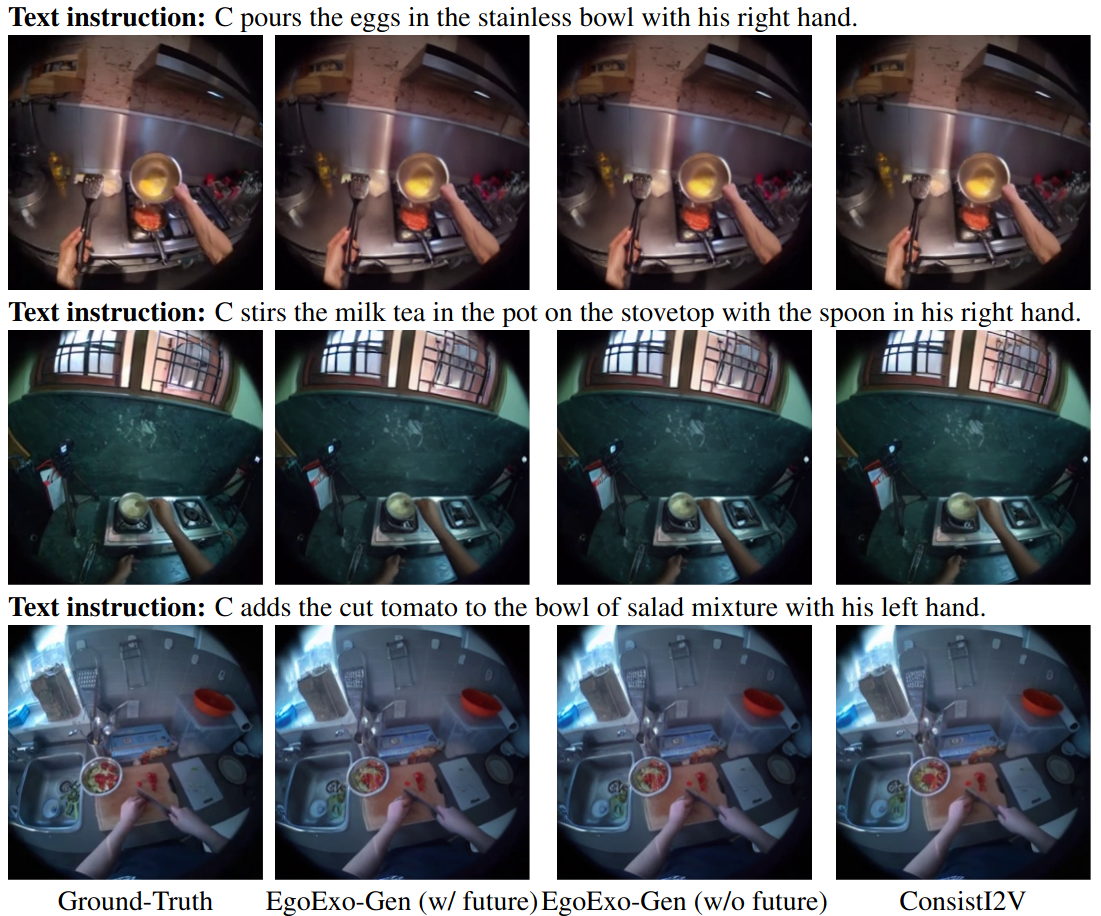 Text instruction: C pours the eggs in the stainless bowl with his right hand.
Text instruction: C stirs the milk tea in the pot on the stovetop with the spoon in his right hand.
Text instruction: C adds the cut tomato to the bowl of salad mixture with his left hand.
Ground-Truth EgoExo-Gen (w/ future) EgoExo-Gen (w/o future) ConsistI2V